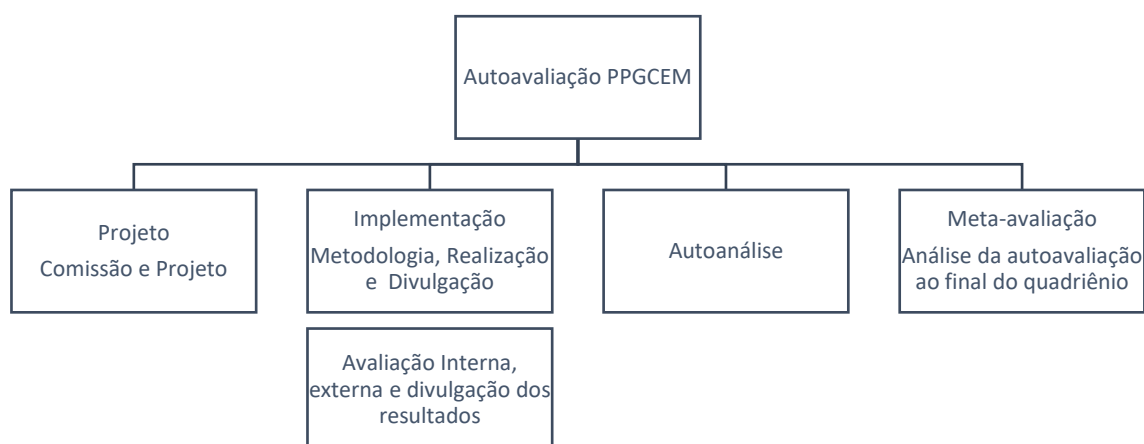 Autoavaliação PPGCEM
Projeto
Comissão e Projeto
Implementação
Metodologia, Realização
e Divulgação
Autoanálise
Meta-avaliação
Análise da autoavaliação
ao final do quadriênio
Avaliação Interna,
externa e divulgação dos
resultados